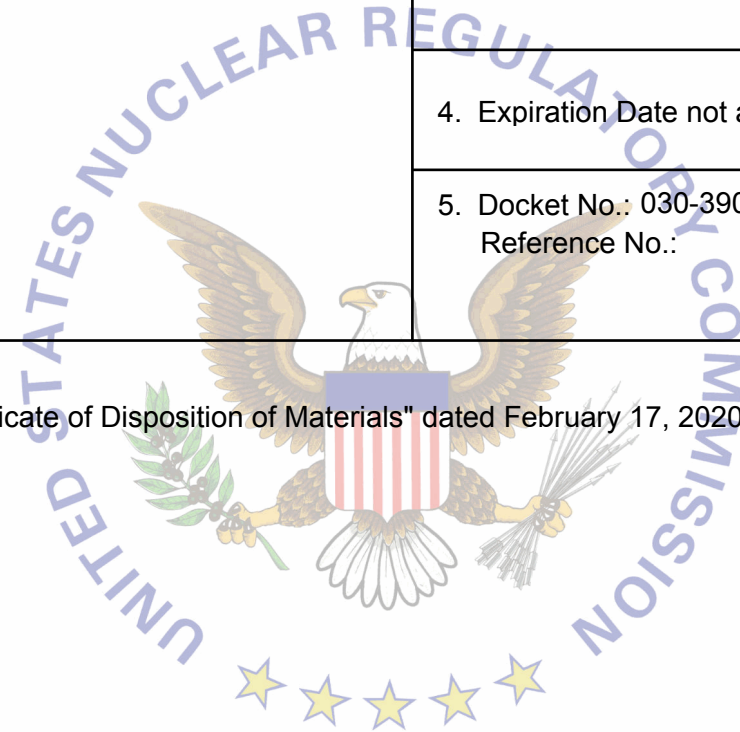 UNITED STATES NUCLEAR REGULATORY COMMISSION
4. Expiration Date not
5. Docket No.: 030-390
Reference No.:
of Disposition of Materials" dated February 17, 2020